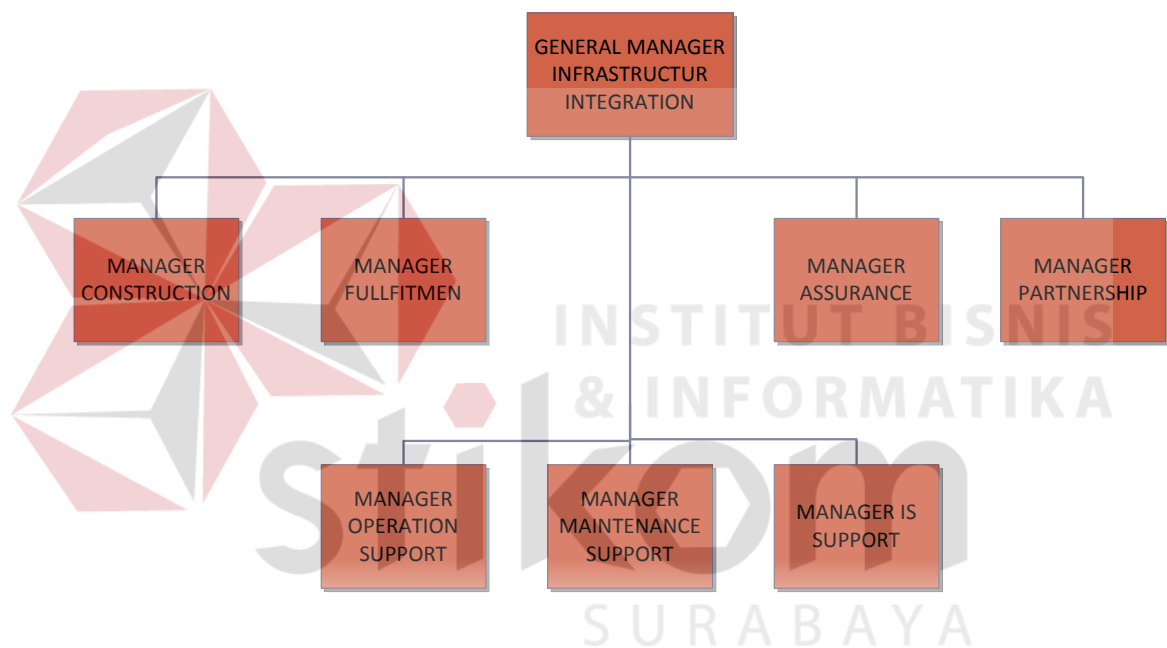 GENERAL MANAGER
INFRASTRUCTUR
INTEGRATION
MANAGER
CONSTRUCTION
MANAGER
FULLFITMEN
MANAGER
ASSURANCE
MANAGER
PARTNERSHIP
INSTITUT BISNIS
& INFORMATIKA
stikom
SURABAYA
MANAGER
OPERATION
SUPPORT
MANAGER
MAINTENANCE
SUPPORT
MANAGER IS
SUPPORT